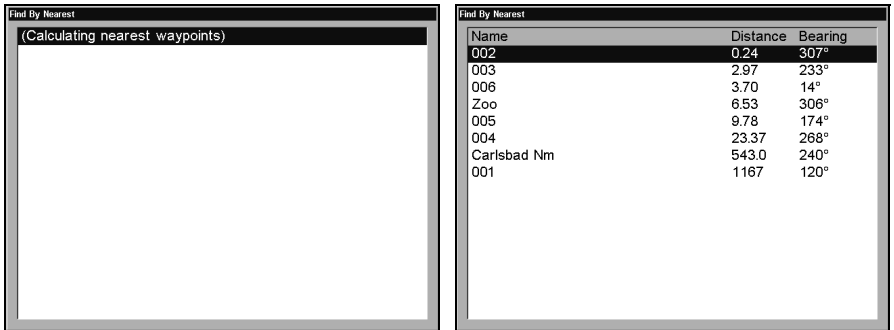 Find By Nearest
(Calculating nearest waypoints)
Find By Nearest
Name Distance Bearing
002 0.24 307°
003 2.97 233°
006 3.70 14°
Zoo 6.53 306°
005 9.78 174°
004 23.37 268°
Carlsbad Nm 543.0 240°
001 1167 120°